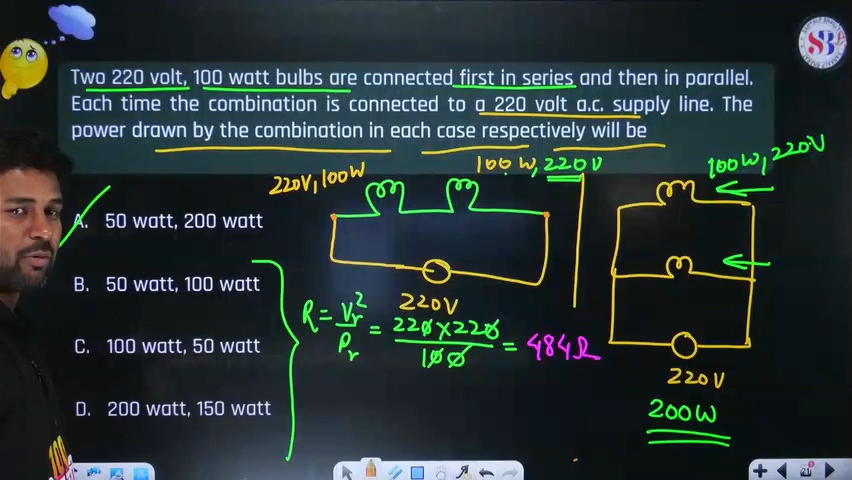 Two 220 volt, 100 watt bulbs are connected first in series and then in parallel.
Each time the combination is connected to a 220 volt a.c. supply line. The
power drawn by the combination in each case respectively will be
A. 50 watt, 200 watt
B. 50 watt, 100 watt
C. 100 watt, 50 watt
D. 200 watt, 150 watt
220V, 100W
100W, 220V
220V
R = Vr²/Pr = 220×220/100 = 484Ω
100W, 220V
220V
200W
SB